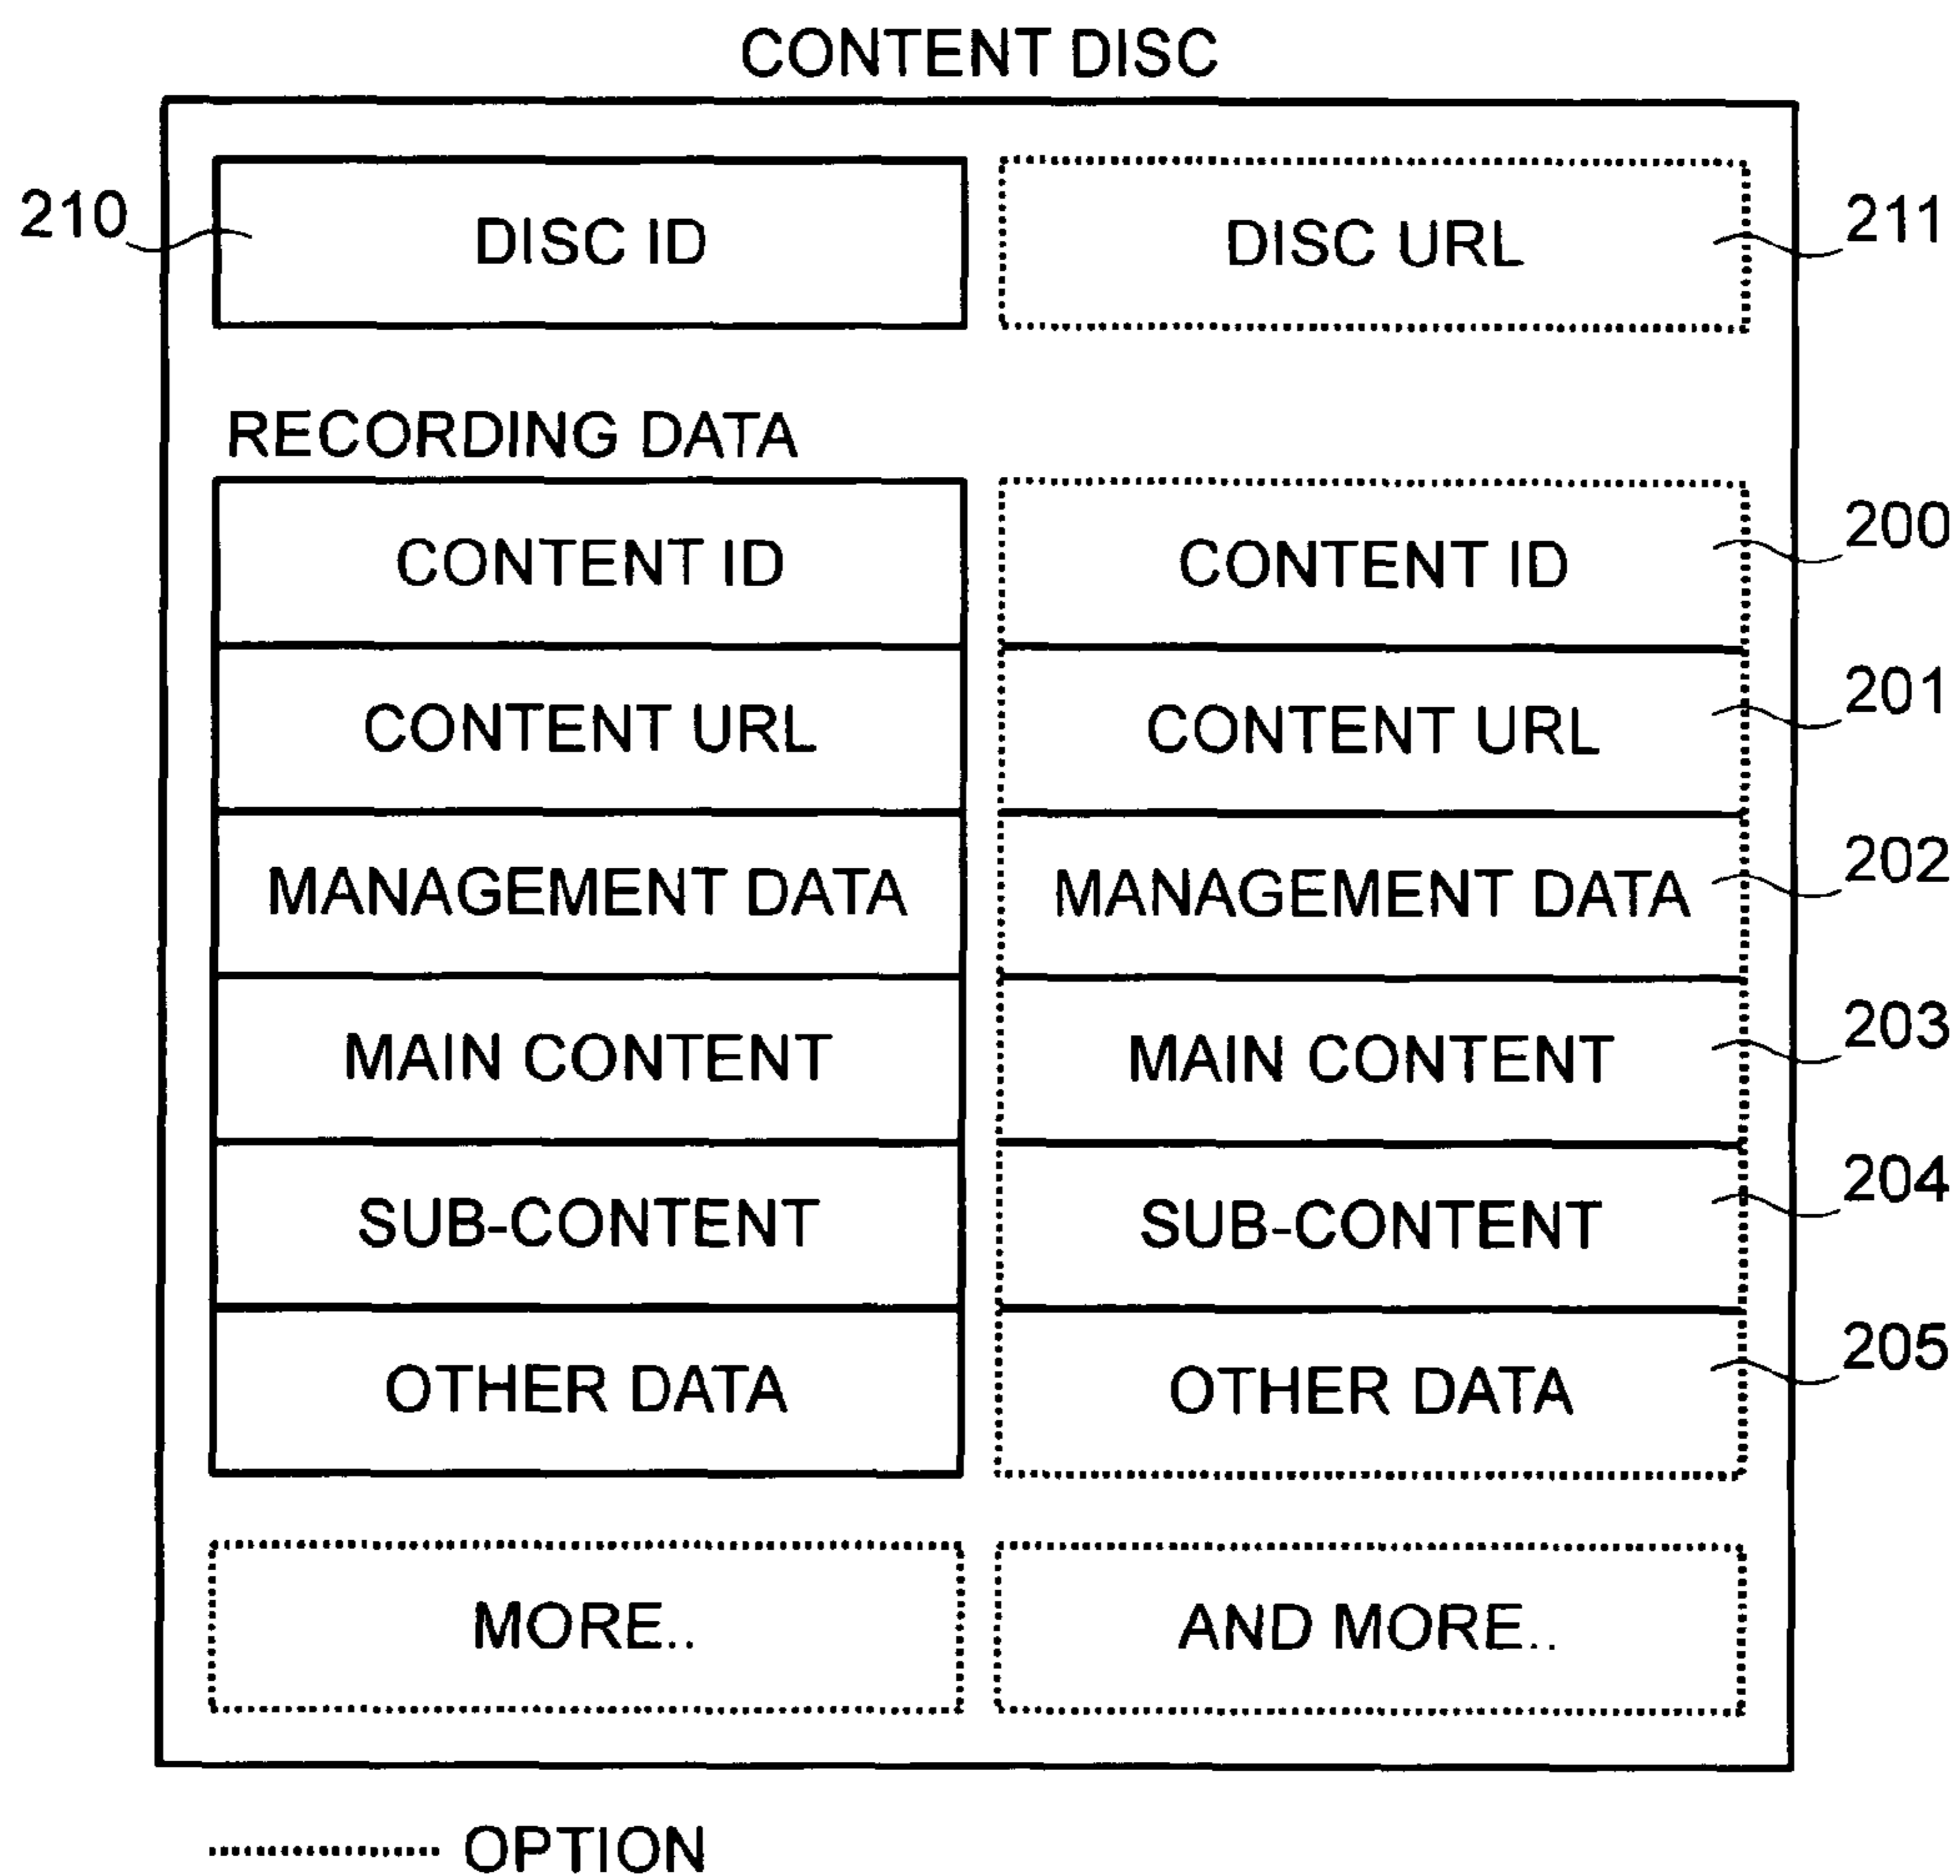 CONTENT DISC
210
DISC ID
DISC URL
211
RECORDING DATA
CONTENT ID
CONTENT ID
200
CONTENT URL
CONTENT URL
201
MANAGEMENT DATA
MANAGEMENT DATA
202
MAIN CONTENT
MAIN CONTENT
203
SUB-CONTENT
SUB-CONTENT
204
OTHER DATA
OTHER DATA
205
MORE..
AND MORE..
OPTION